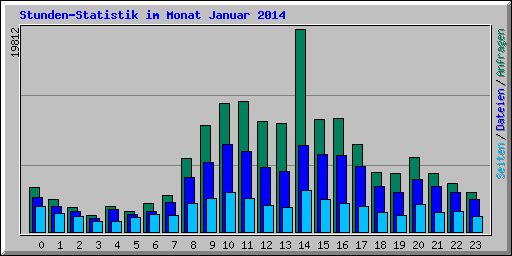 Stunden-Statistik im Monat Januar 2014
19812
Seiten / Dateien / Anfragen
0 1 2 3 4 5 6 7 8 9 10 11 12 13 14 15 16 17 18 19 20 21 22 23